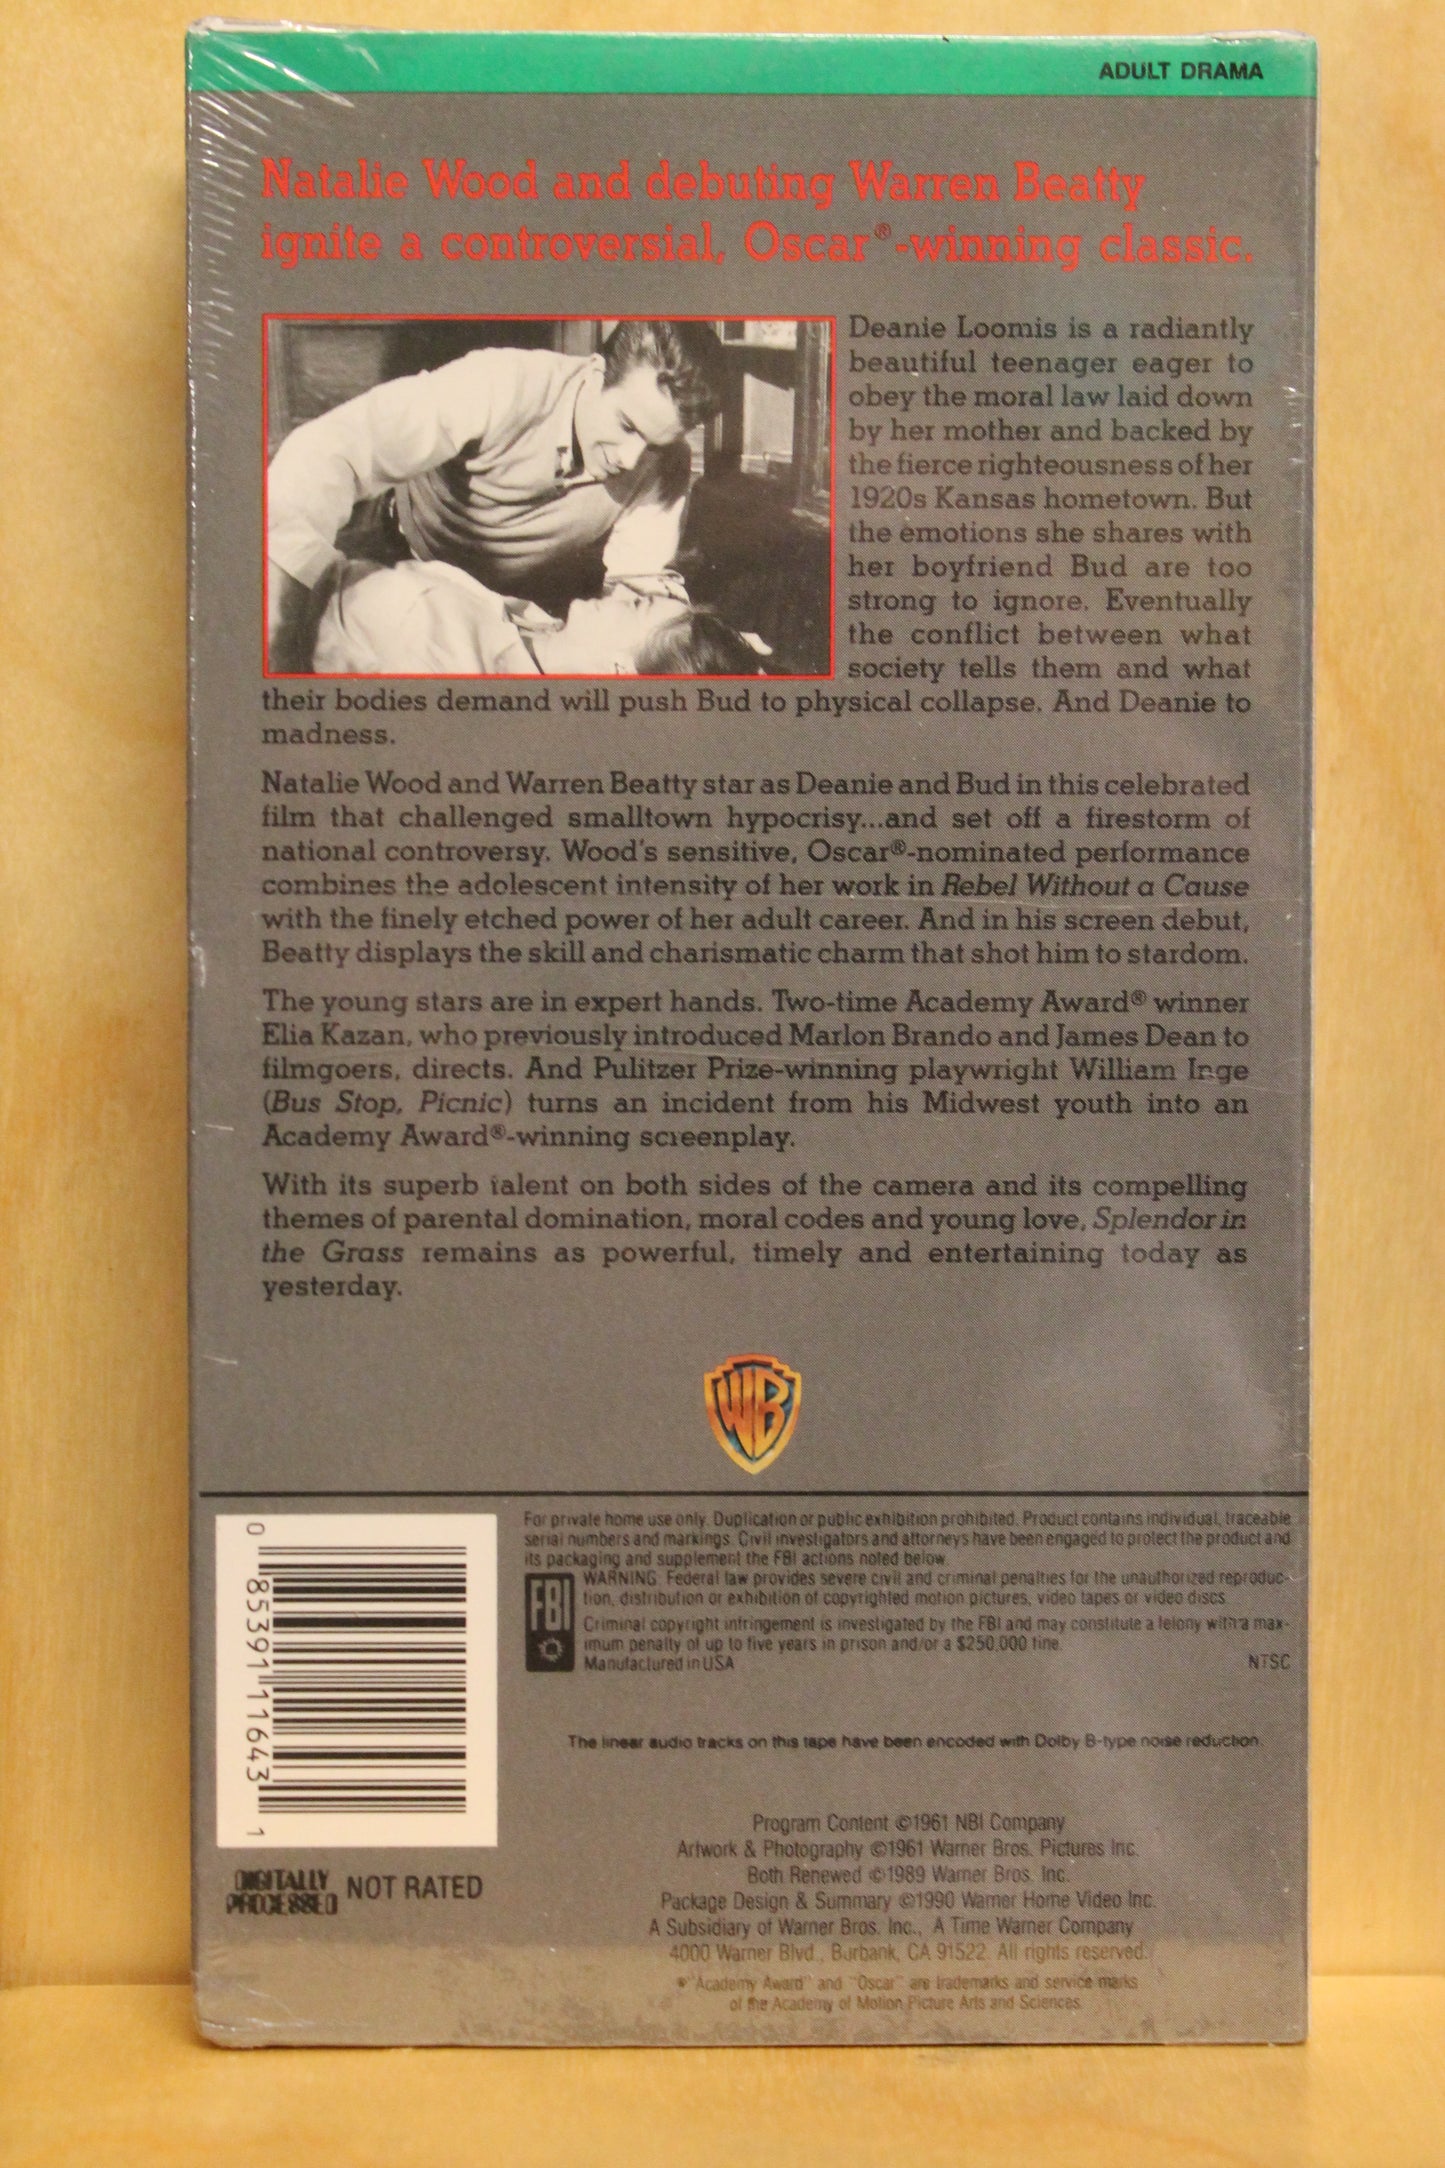 ADULT DRAMA
Natalie Wood and debuting Warren Beatty
ignite a controversial, Oscar®-winning classic.
Deanie Loomis is a radiantly
beautiful teenager eager to
obey the moral law laid down
by her mother and backed by
the fierce righteousness of her
1920s Kansas hometown. But
the emotions she shares with
her boyfriend Bud are too
strong to ignore. Eventually
the conflict between what
society tells them and what
their bodies demand will push Bud to physical collapse. And Deanie to
madness.
Natalie Wood and Warren Beatty star as Deanie and Bud in this celebrated
film that challenged smalltown hypocrisy...and set off a firestorm of
national controversy. Wood's sensitive, Oscar®-nominated performance
combines the adolescent intensity of her work in Rebel Without a Cause
with the finely etched power of her adult career. And in his screen debut,
Beatty displays the skill and charismatic charm that shot him to stardom.
The young stars are in expert hands. Two-time Academy Award® winner
Elia Kazan, who previously introduced Marlon Brando and James Dean to
filmgoers, directs. And Pulitzer Prize-winning playwright William Inge
(Bus Stop, Picnic) turns an incident from his Midwest youth into an
Academy Award®-winning screenplay.
With its superb talent on both sides of the camera and its compelling
themes of parental domination, moral codes and young love, Splendor in
the Grass remains as powerful, timely and entertaining today as
yesterday.
WB
For private home use only. Duplication or public exhibition prohibited. Product contains individual, traceable
serial numbers and markings. Civil investigators and attorneys have been engaged to protect the product and
its packaging and supplement the FBI actions noted below.
FBI
WARNING: Federal law provides severe civil and criminal penalties for the unauthorized reproduc-
tion, distribution or exhibition of copyrighted motion pictures, video tapes or video discs.
Criminal copyright infringement is investigated by the FBI and may constitute a felony with a max-
imum penalty of up to five years in prison and/or a $250,000 fine.
Manufactured in USA NTSC
The linear audio tracks on this tape have been encoded with Dolby B-type noise reduction.
0 85391 11643 1
DIGITALLY
PROCESSED
NOT RATED
Program Content ©1961 NBI Company
Artwork & Photography ©1961 Warner Bros. Pictures Inc.
Both Renewed ©1989 Warner Bros. Inc.
Package Design & Summary ©1990 Warner Home Video Inc.
A Subsidiary of Warner Bros. Inc., A Time Warner Company
4000 Warner Blvd., Burbank, CA 91522. All rights reserved.
® "Academy Award" and "Oscar" are trademarks and service marks
of the Academy of Motion Picture Arts and Sciences.